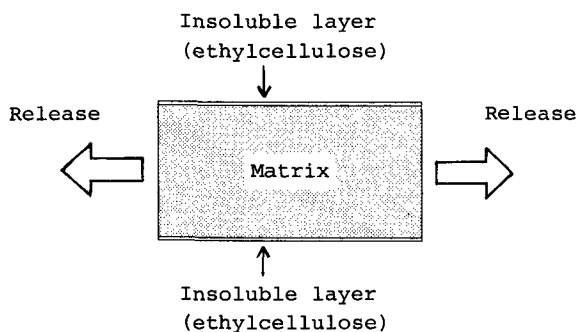 Insoluble layer
(ethylcellulose)
Release
Release
Matrix
Insoluble layer
(ethylcellulose)